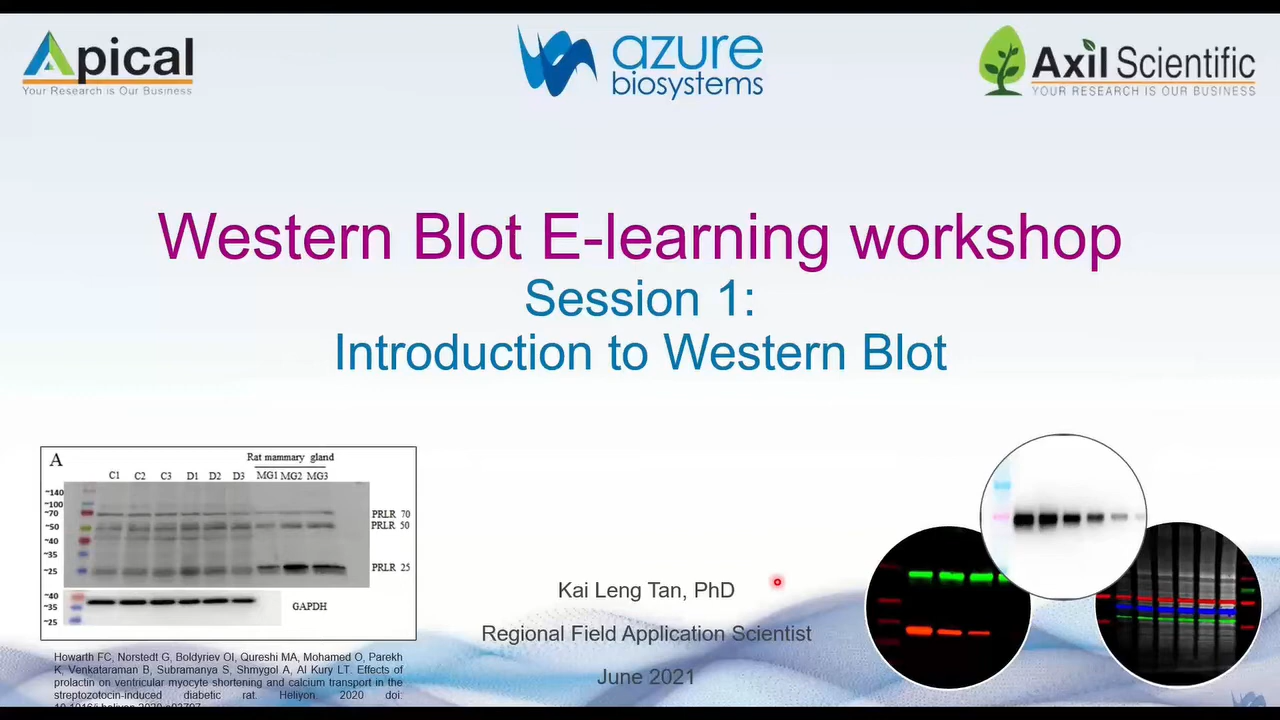 Apical
Your Research is Our Business
azure
biosystems
Axil Scientific
YOUR RESEARCH IS OUR BUSINESS
Western Blot E-learning workshop
Session 1:
Introduction to Western Blot
A
Rat mammary gland
C1 C2 C3 D1 D2 D3 MG1 MG2 MG3
~140
~100
~70
~50
~40
~35
~25
PRLR 70
PRLR 50
PRLR 25
~40
~35
~25
GAPDH
Howarth FC, Norstedt G, Boldyriev OI, Qureshi MA, Mohamed O, Parekh
K, Venkataraman B, Subramanya S, Shmygol A, Al Kury LT. Effects of
prolactin on ventricular myocyte shortening and calcium transport in the
streptozotocin-induced diabetic rat. Heliyon. 2020 doi:
Kai Leng Tan, PhD
Regional Field Application Scientist
June 2021